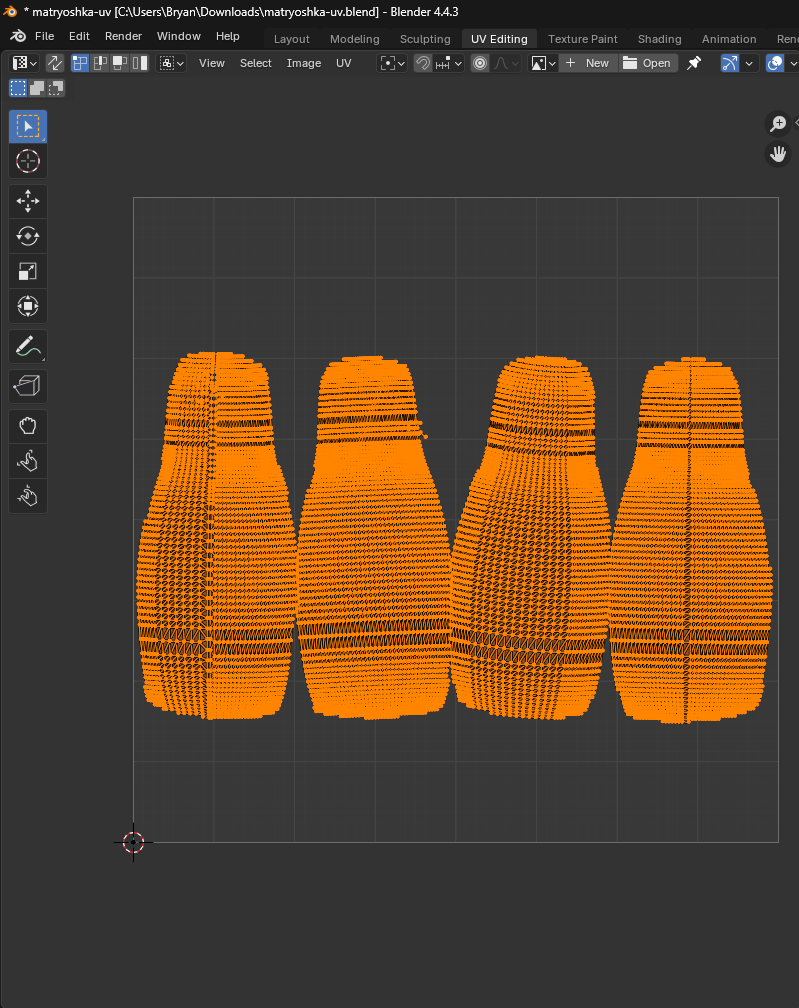 * matryoshka-uv [C:\Users\Bryan\Downloads\matryoshka-uv.blend] - Blender 4.4.3
File Edit Render Window Help Layout Modeling Sculpting UV Editing Texture Paint Shading Animation
View Select Image UV New Open